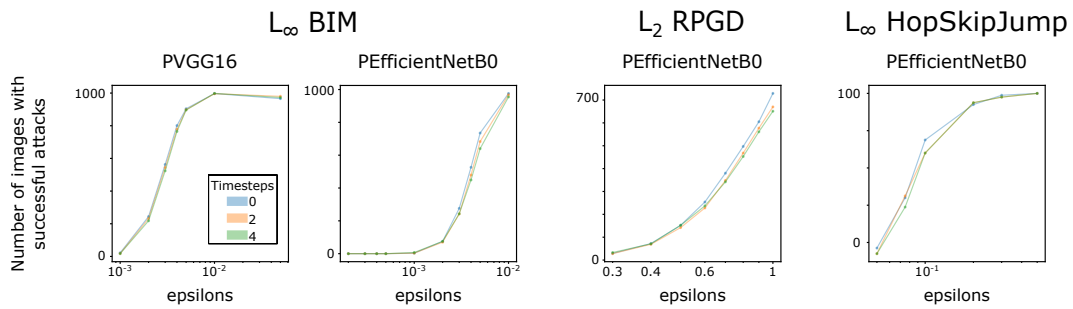 L∞ BIM
L2 RPGD
L∞ HopSkipJump
PVGG16
PEfficientNetB0
PEfficientNetB0
PEfficientNetB0
Number of images with
successful attacks
1000
0
10⁻³
10⁻²
epsilons
Timesteps
0
2
4
1000
0
10⁻³
10⁻²
epsilons
700
0
0.3
0.4
0.6
1
epsilons
100
0
10⁻¹
epsilons